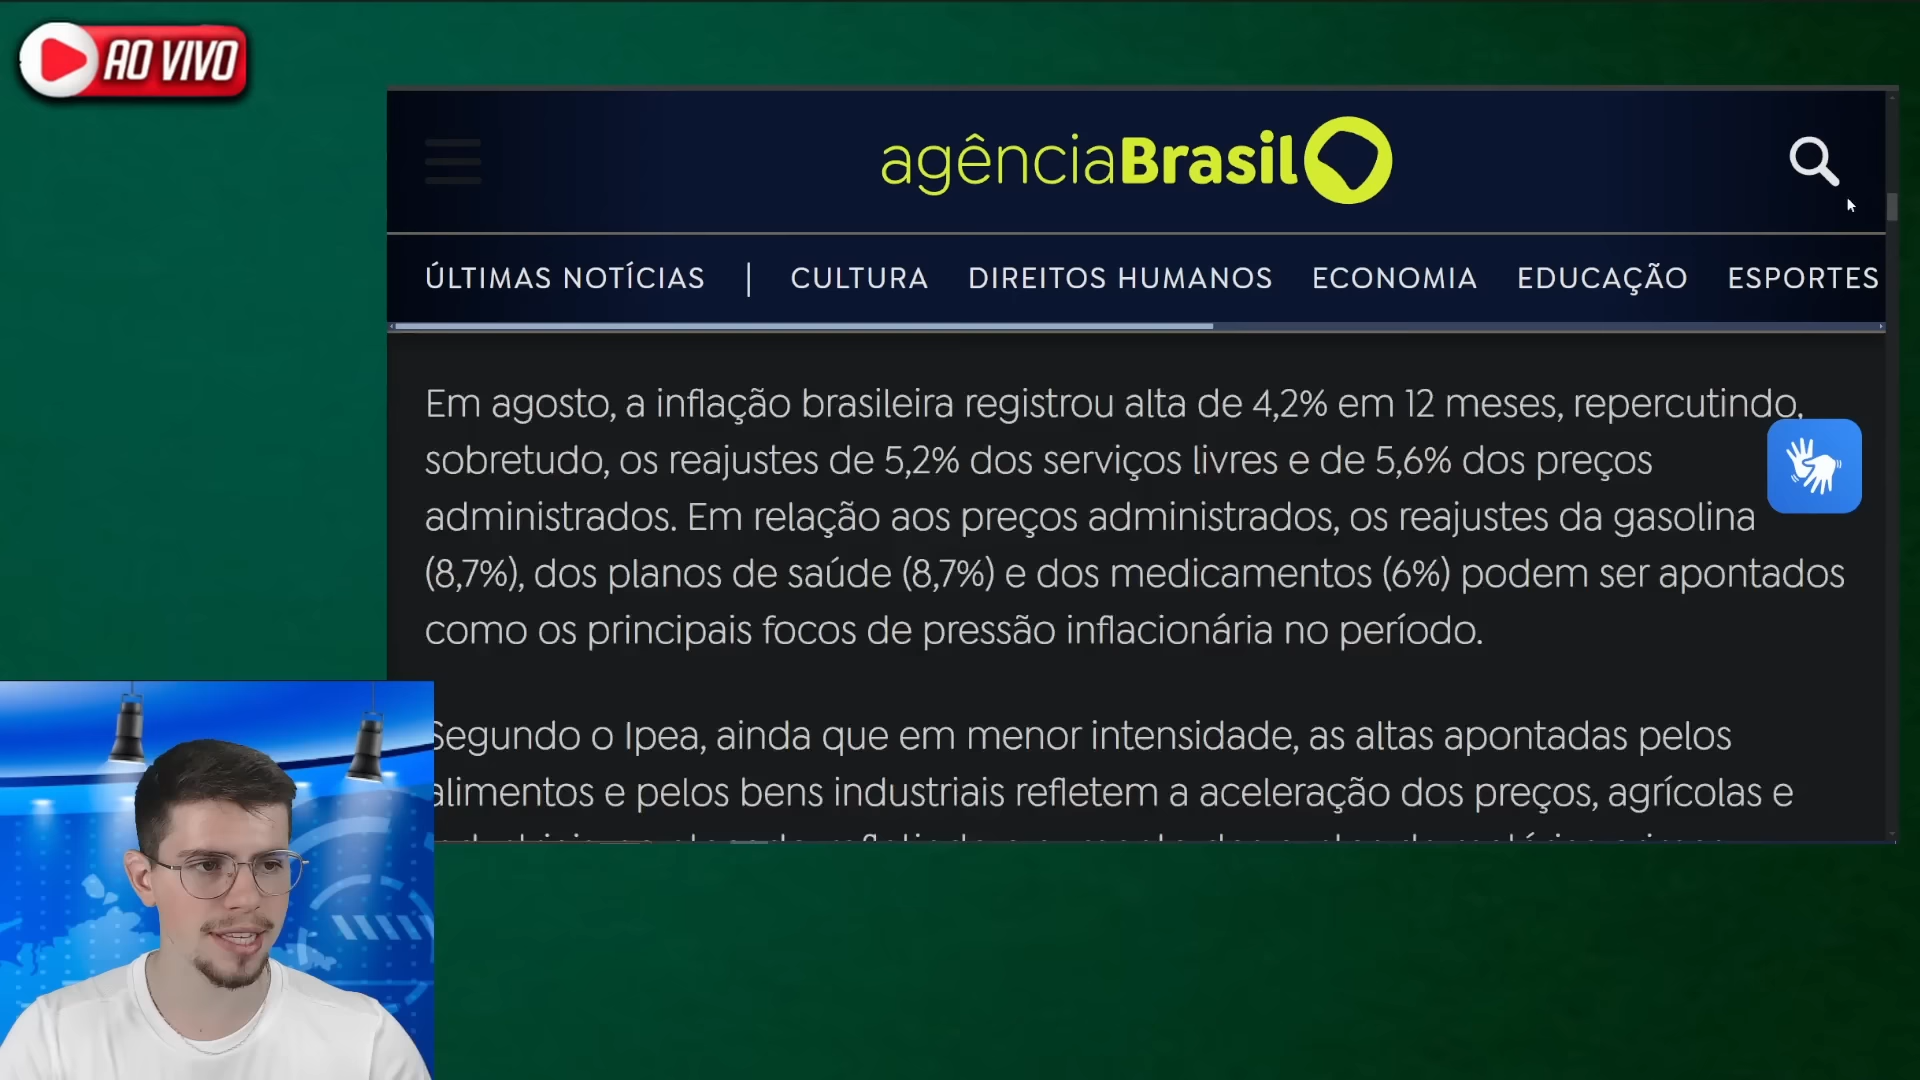 AO VIVO
agênciaBrasil
ÚLTIMAS NOTÍCIAS | CULTURA DIREITOS HUMANOS ECONOMIA EDUCAÇÃO ESPORTES
Em agosto, a inflação brasileira registrou alta de 4,2% em 12 meses, repercutindo,
sobretudo, os reajustes de 5,2% dos serviços livres e de 5,6% dos preços
administrados. Em relação aos preços administrados, os reajustes da gasolina
(8,7%), dos planos de saúde (8,7%) e dos medicamentos (6%) podem ser apontados
como os principais focos de pressão inflacionária no período.
Segundo o Ipea, ainda que em menor intensidade, as altas apontadas pelos
alimentos e pelos bens industriais refletem a aceleração dos preços, agrícolas e